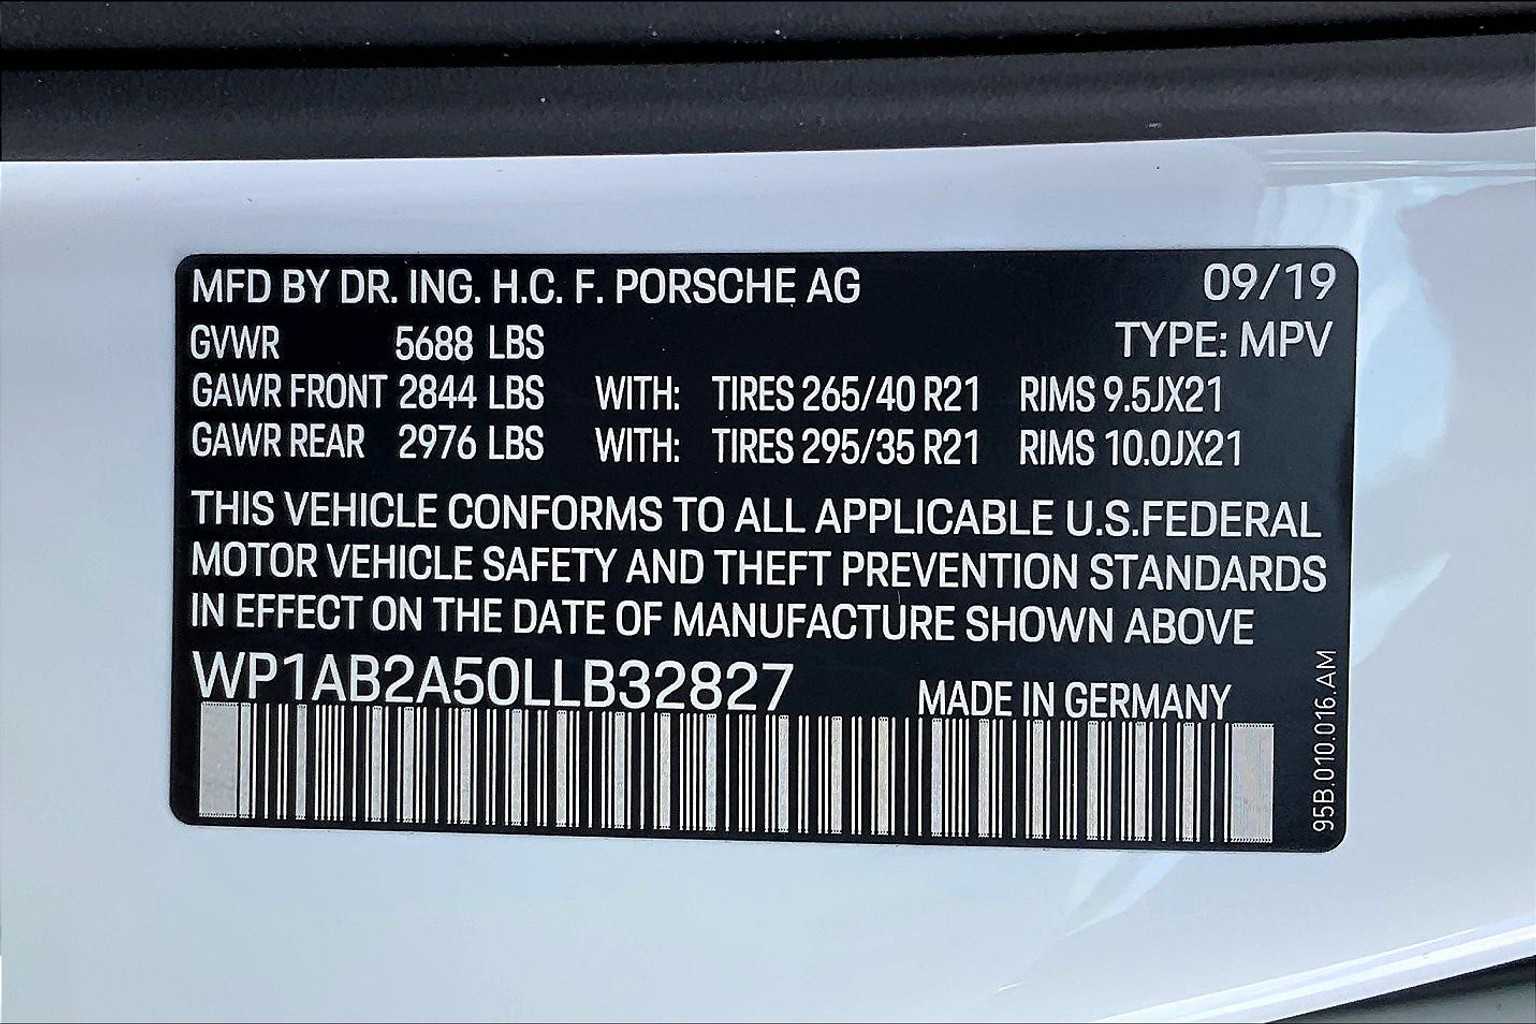 MFD BY DR. ING. H.C. F. PORSCHE AG 09/19
GVWR 5688 LBS TYPE: MPV
GAWR FRONT 2844 LBS WITH: TIRES 265/40 R21 RIMS 9.5JX21
GAWR REAR 2976 LBS WITH: TIRES 295/35 R21 RIMS 10.0JX21
THIS VEHICLE CONFORMS TO ALL APPLICABLE U.S.FEDERAL
MOTOR VEHICLE SAFETY AND THEFT PREVENTION STANDARDS
IN EFFECT ON THE DATE OF MANUFACTURE SHOWN ABOVE
WP1AB2A50LLB32827 MADE IN GERMANY
95B.010.016.AM